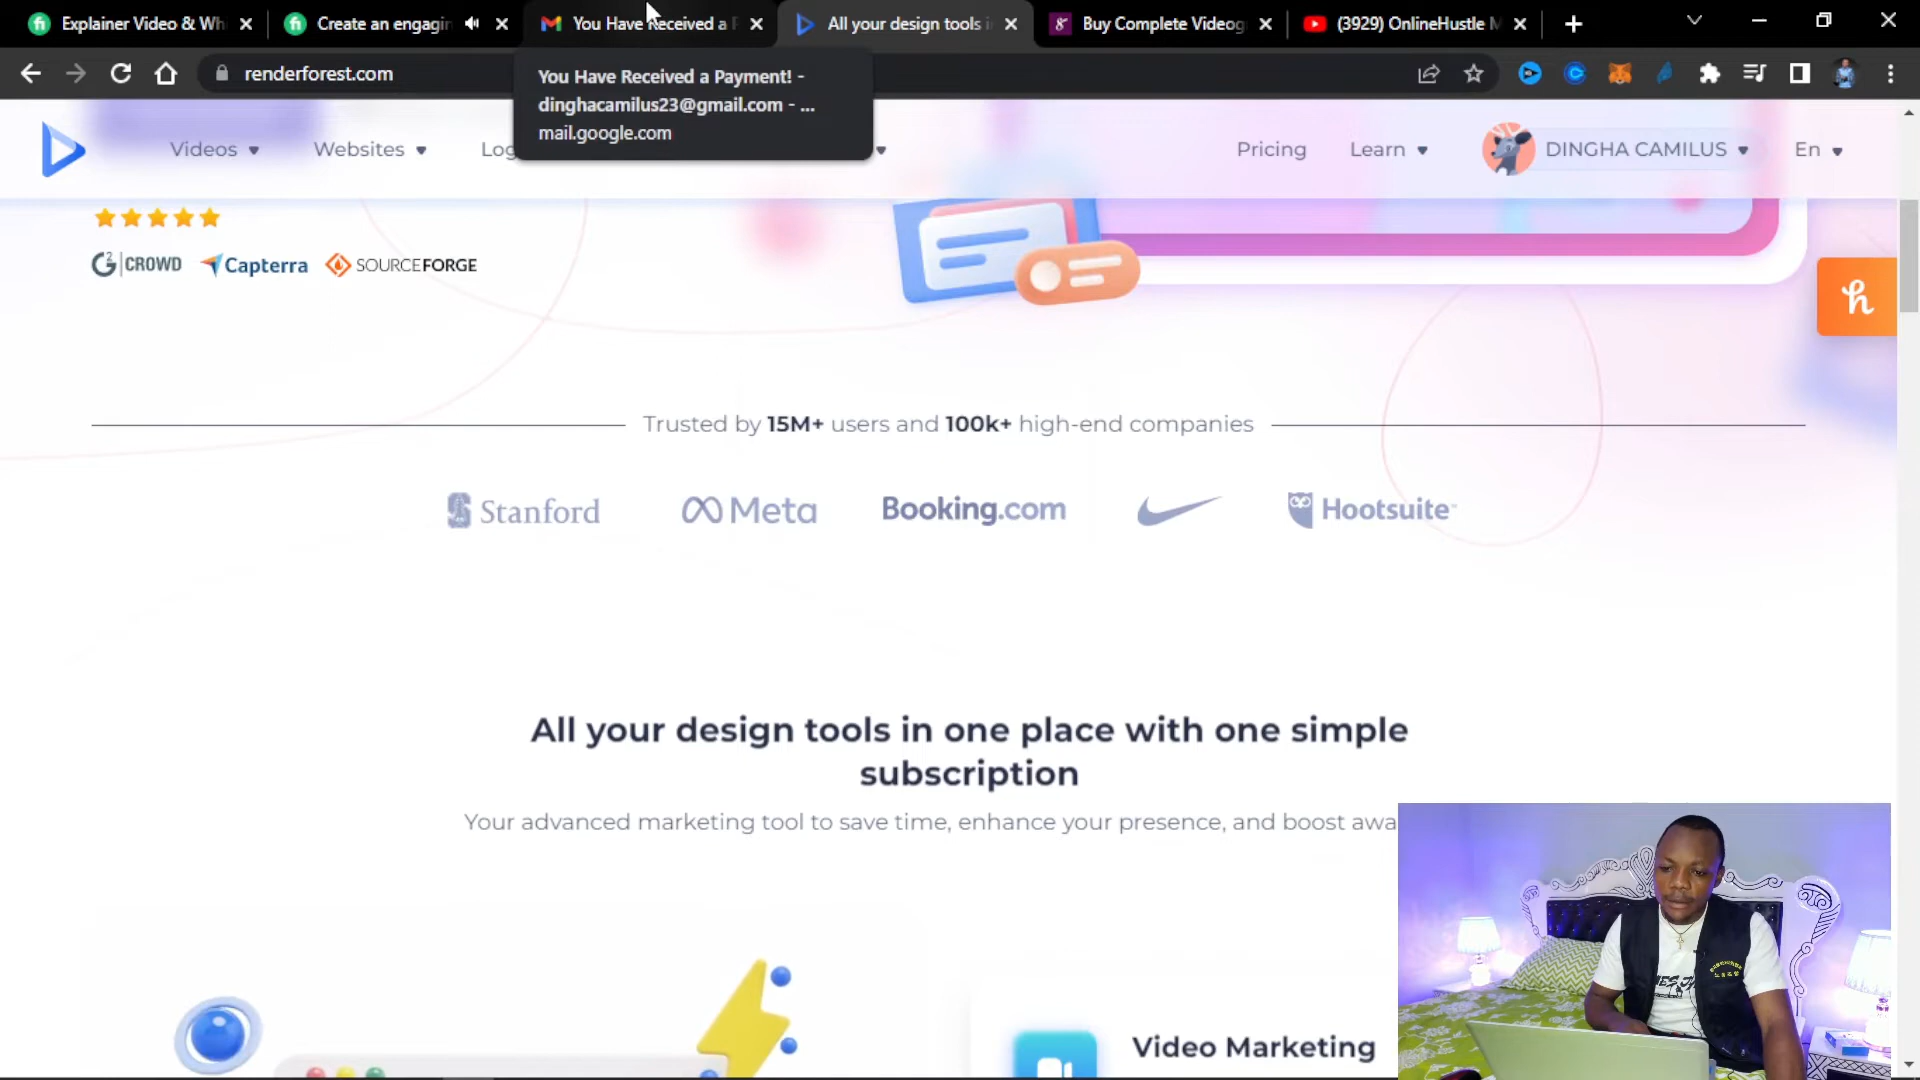 Explainer Video & Wh
Create an engagin
You Have Received a P
All your design tools i
Buy Complete Videog
(3929) OnlineHustle M
renderforest.com
You Have Received a Payment! -
dinghacamilus23@gmail.com - ...
mail.google.com
Videos
Websites
Log
Pricing
Learn
DINGHA CAMILUS
En
G2 | CROWD
Capterra
SOURCEFORGE
Trusted by 15M+ users and 100k+ high-end companies
Stanford
Meta
Booking.com
Hootsuite
All your design tools in one place with one simple
subscription
Your advanced marketing tool to save time, enhance your presence, and boost awa
Video Marketing